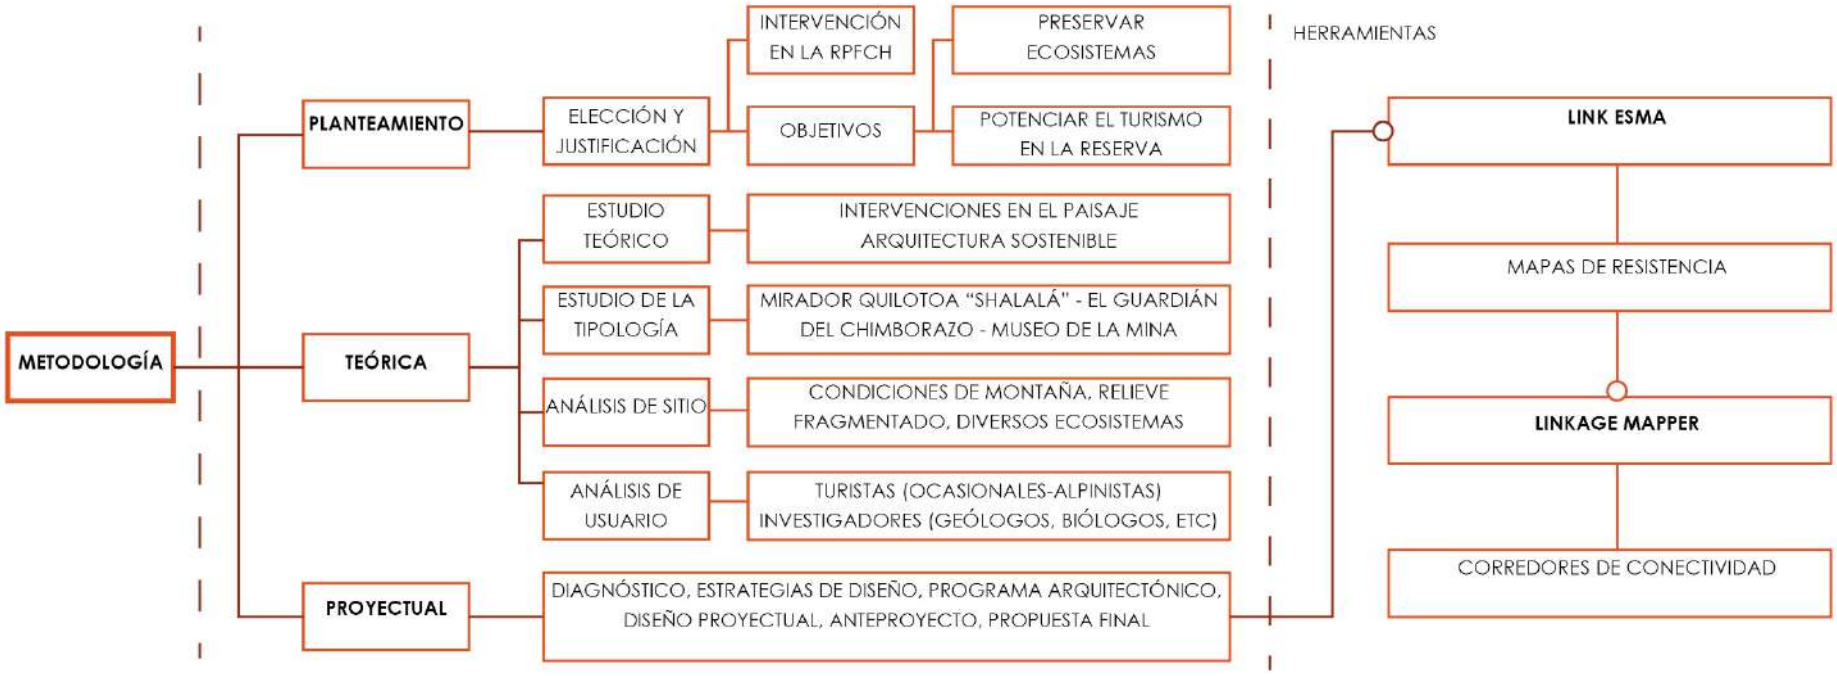 METODOLOGÍA
PLANTEAMIENTO
ELECCIÓN Y
JUSTIFICACIÓN
INTERVENCIÓN
EN LA RPFCH
OBJETIVOS
PRESERVAR
ECOSISTEMAS
POTENCIAR EL TURISMO
EN LA RESERVA
TEÓRICA
ESTUDIO
TEÓRICO
INTERVENCIONES EN EL PAISAJE
ARQUITECTURA SOSTENIBLE
ESTUDIO DE LA
TIPOLOGÍA
MIRADOR QUILOTOA “SHALALÁ” - EL GUARDIÁN
DEL CHIMBORAZO - MUSEO DE LA MINA
ANÁLISIS DE SITIO
CONDICIONES DE MONTAÑA, RELIEVE
FRAGMENTADO, DIVERSOS ECOSISTEMAS
ANÁLISIS DE
USUARIO
TURISTAS (OCASIONALES-ALPINISTAS)
INVESTIGADORES (GEÓLOGOS, BIÓLOGOS, ETC)
PROYECTUAL
DIAGNÓSTICO, ESTRATEGIAS DE DISEÑO, PROGRAMA ARQUITECTÓNICO,
DISEÑO PROYECTUAL, ANTEPROYECTO, PROPUESTA FINAL
HERRAMIENTAS
LINK ESMA
MAPAS DE RESISTENCIA
LINKAGE MAPPER
CORREDORES DE CONECTIVIDAD